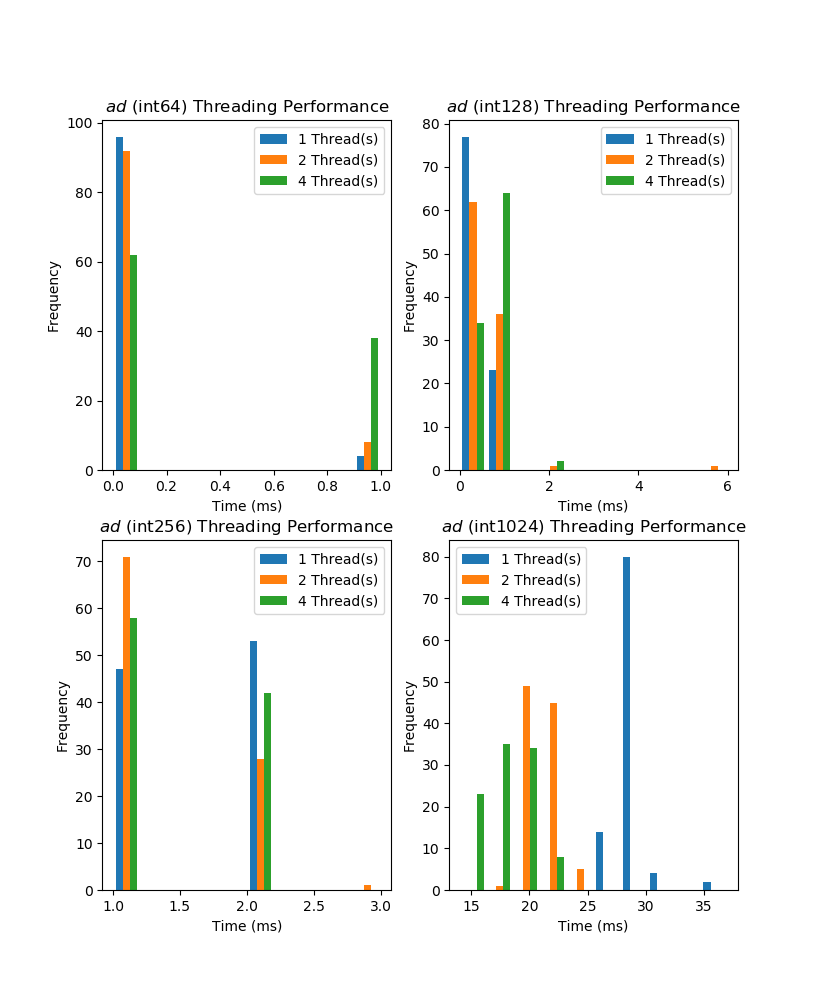 ad (int64) Threading Performance
1 Thread(s)
2 Thread(s)
4 Thread(s)
Frequency
100
80
60
40
20
0
0.0 0.2 0.4 0.6 0.8 1.0
Time (ms)
ad (int128) Threading Performance
1 Thread(s)
2 Thread(s)
4 Thread(s)
Frequency
80
70
60
50
40
30
20
10
0
0 2 4 6
Time (ms)
ad (int256) Threading Performance
1 Thread(s)
2 Thread(s)
4 Thread(s)
Frequency
70
60
50
40
30
20
10
0
1.0 1.5 2.0 2.5 3.0
Time (ms)
ad (int1024) Threading Performance
1 Thread(s)
2 Thread(s)
4 Thread(s)
Frequency
80
70
60
50
40
30
20
10
0
15 20 25 30 35
Time (ms)